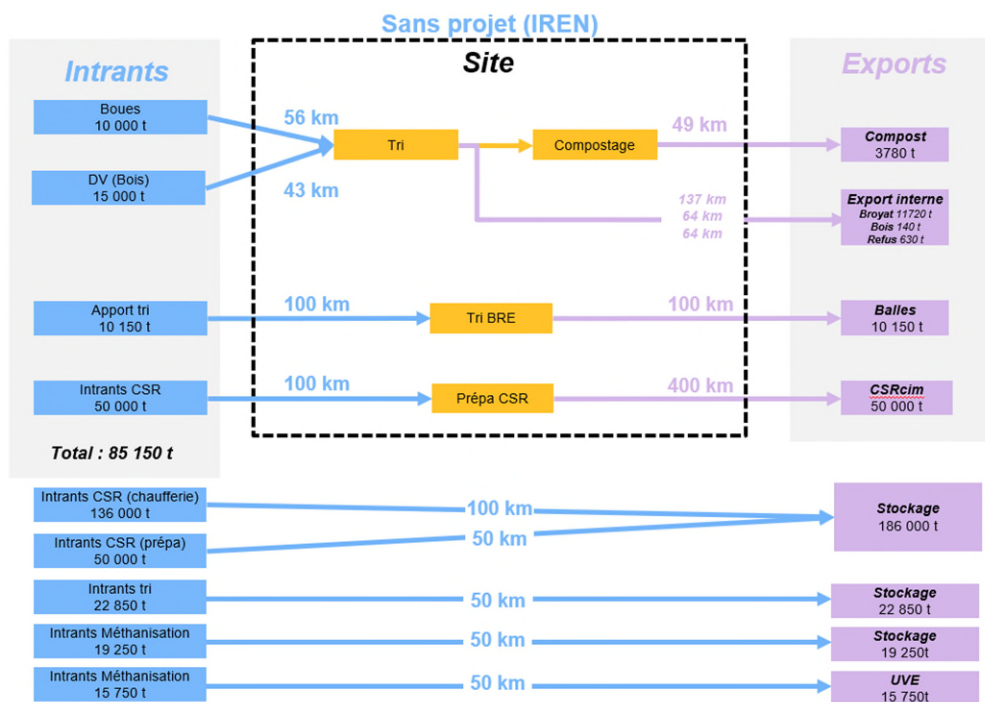 Sans projet (IREN)
Intrants
Site
Exports
Boues
10 000 t
56 km
Tri
Compostage
49 km
Compost
3780 t
DV (Bois)
15 000 t
43 km
137 km
64 km
64 km
Export interne
Broyat 11720 t
Bois 140 t
Refus 630 t
Apport tri
10 150 t
100 km
Tri BRE
100 km
Balles
10 150 t
Intrants CSR
50 000 t
100 km
Prépa CSR
400 km
CSRcim
50 000 t
Total : 85 150 t
Intrants CSR (chaufferie)
136 000 t
100 km
Stockage
186 000 t
Intrants CSR (prépa)
50 000 t
50 km
Intrants tri
22 850 t
50 km
Stockage
22 850 t
Intrants Méthanisation
19 250 t
50 km
Stockage
19 250t
Intrants Méthanisation
15 750 t
50 km
UVE
15 750t